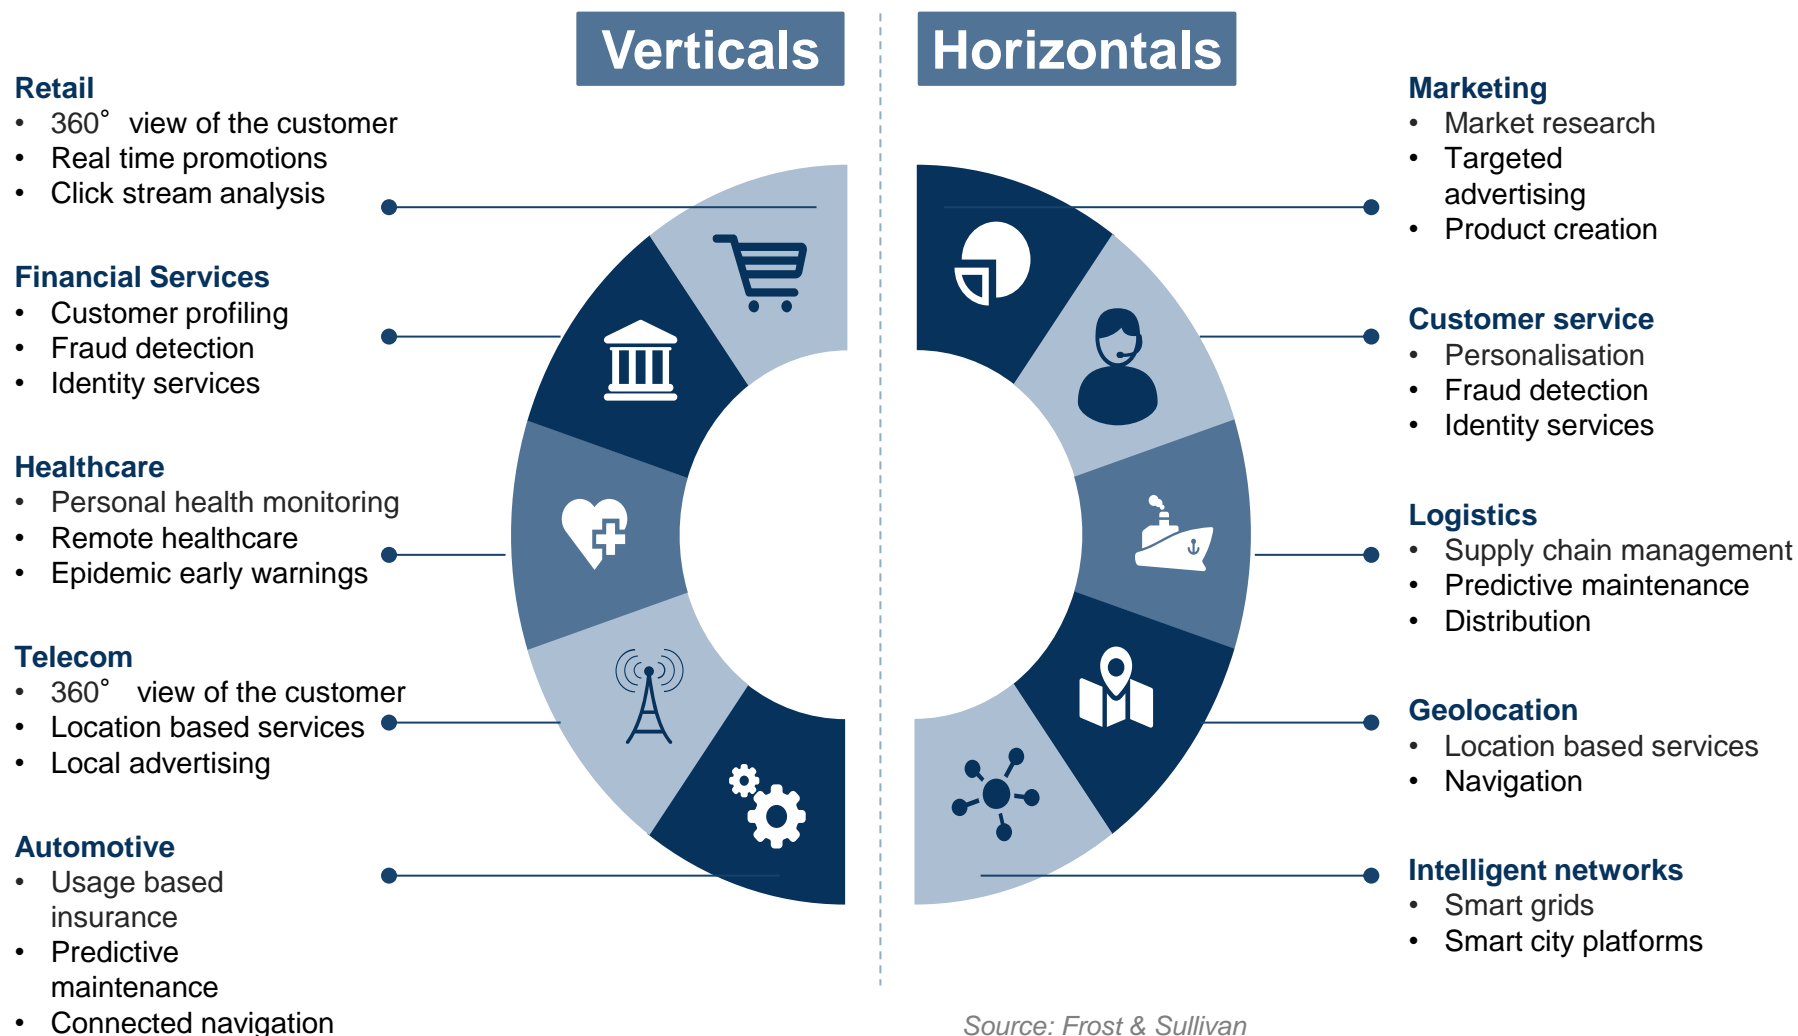 Verticals
Retail
• 360° view of the customer
• Real time promotions
• Click stream analysis
Financial Services
• Customer profiling
• Fraud detection
• Identity services
Healthcare
• Personal health monitoring
• Remote healthcare
• Epidemic early warnings
Telecom
• 360° view of the customer
• Location based services
• Local advertising
Automotive
• Usage based
insurance
• Predictive
maintenance
• Connected navigation
Horizontals
Marketing
• Market research
• Targeted
advertising
• Product creation
Customer service
• Personalisation
• Fraud detection
• Identity services
Logistics
• Supply chain management
• Predictive maintenance
• Distribution
Geolocation
• Location based services
• Navigation
Intelligent networks
• Smart grids
• Smart city platforms
Source: Frost & Sullivan